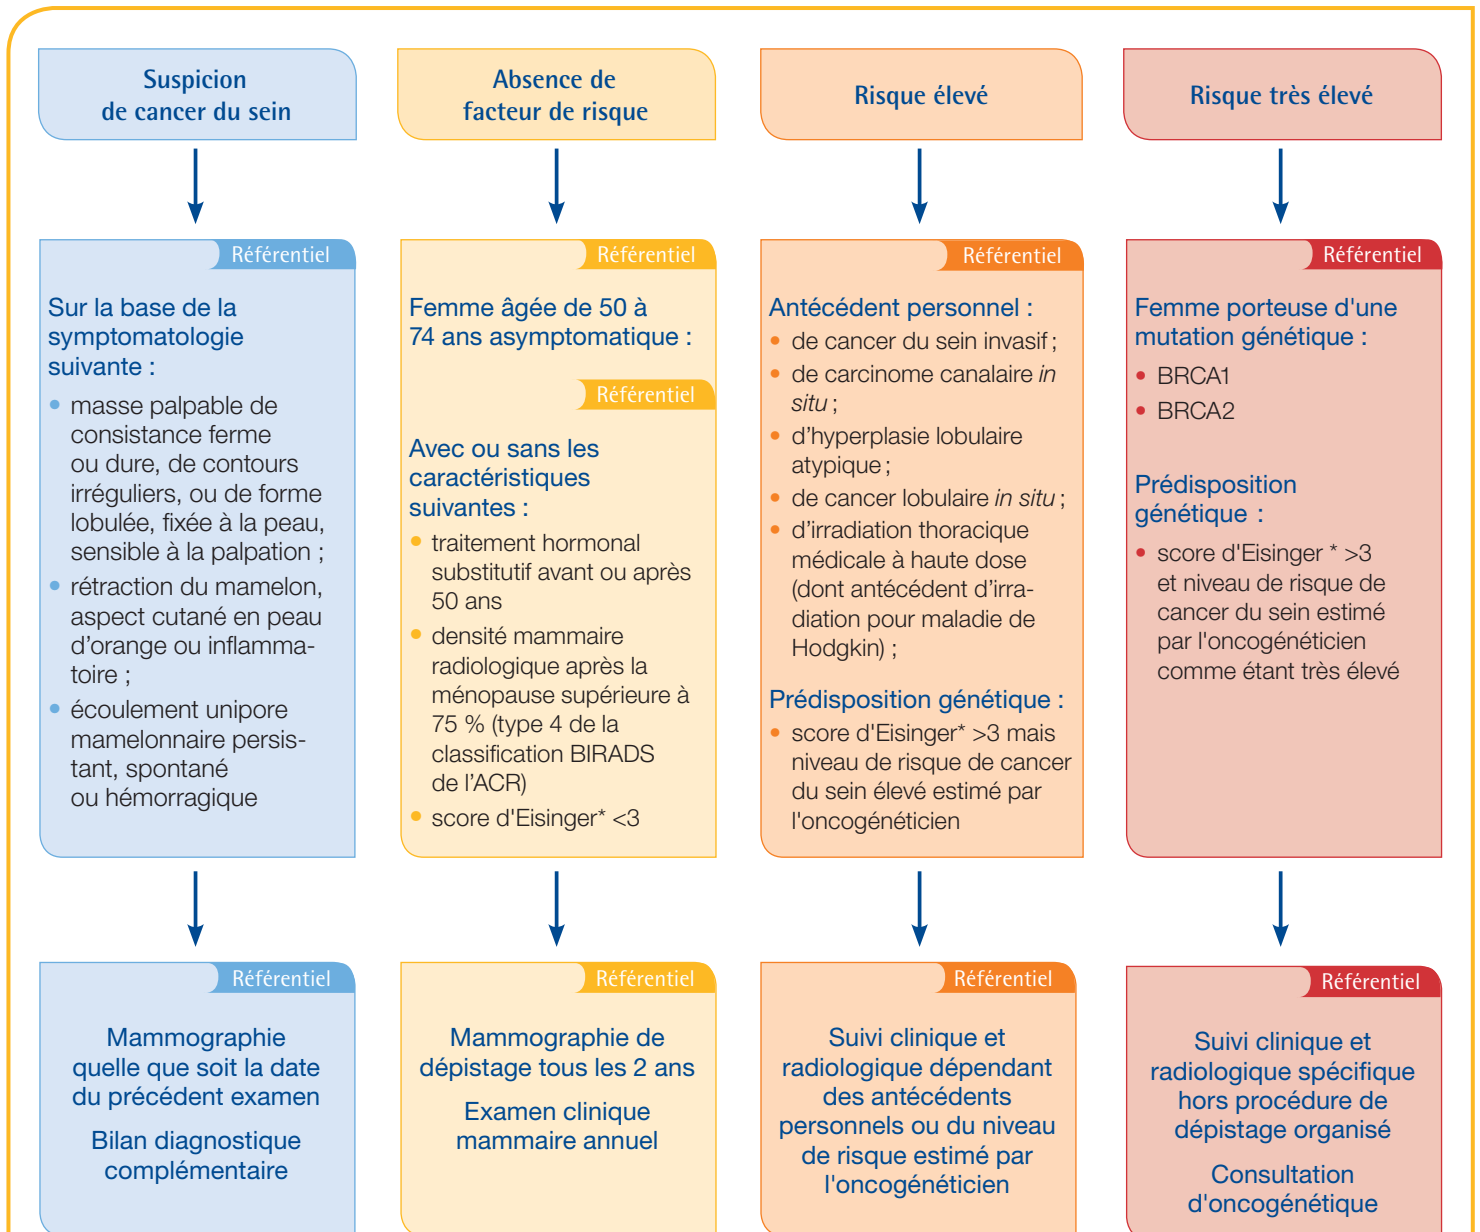 Suspicion
de cancer du sein
Référentiel
Sur la base de la
symptomatologie
suivante :
• masse palpable de
consistance ferme
ou dure, de contours
irréguliers, ou de forme
lobulée, fixée à la peau,
sensible à la palpation ;
• rétraction du mamelon,
aspect cutané en peau
d'orange ou inflamma-
toire ;
• écoulement unipore
mamelonnaire persis-
tant, spontané
ou hémorragique
Référentiel
Mammographie
quelle que soit la date
du précédent examen
Bilan diagnostique
complémentaire
Absence de
facteur de risque
Référentiel
Femme âgée de 50 à
74 ans asymptomatique :
Référentiel
Avec ou sans les
caractéristiques
suivantes :
• traitement hormonal
substitutif avant ou après
50 ans
• densité mammaire
radiologique après la
ménopause supérieure à
75 % (type 4 de la
classification BIRADS
de l'ACR)
• score d'Eisinger* <3
Référentiel
Mammographie de
dépistage tous les 2 ans
Examen clinique
mammaire annuel
Risque élevé
Référentiel
Antécédent personnel :
• de cancer du sein invasif ;
• de carcinome canalaire in
situ ;
• d'hyperplasie lobulaire
atypique ;
• de cancer lobulaire in situ ;
• d'irradiation thoracique
médicale à haute dose
(dont antécédent d'irra-
diation pour maladie de
Hodgkin) ;
Prédisposition génétique :
• score d'Eisinger* >3 mais
niveau de risque de cancer
du sein élevé estimé par
l'oncogénéticien
Référentiel
Suivi clinique et
radiologique dépendant
des antécédents
personnels ou du niveau
de risque estimé par
l'oncogénéticien
Risque très élevé
Référentiel
Femme porteuse d'une
mutation génétique :
• BRCA1
• BRCA2
Prédisposition
génétique :
• score d'Eisinger * >3
et niveau de risque de
cancer du sein estimé
par l'oncogénéticien
comme étant très élevé
Référentiel
Suivi clinique et
radiologique spécifique
hors procédure de
dépistage organisé
Consultation
d'oncogénétique